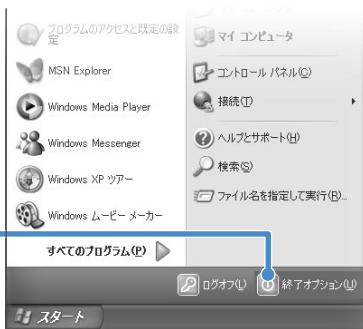 プログラムのアクセスと既定の設
定
MSN Explorer
Windows Media Player
Windows Messenger
Windows XP ツアー
Windows ムービー メーカー
すべてのプログラム(P)
マイ コンピュータ
コントロール パネル(C)
接続(T)
ヘルプとサポート(H)
検索(S)
ファイル名を指定して実行(R)...
ログオフ(L)
終了オプション(U)
スタート